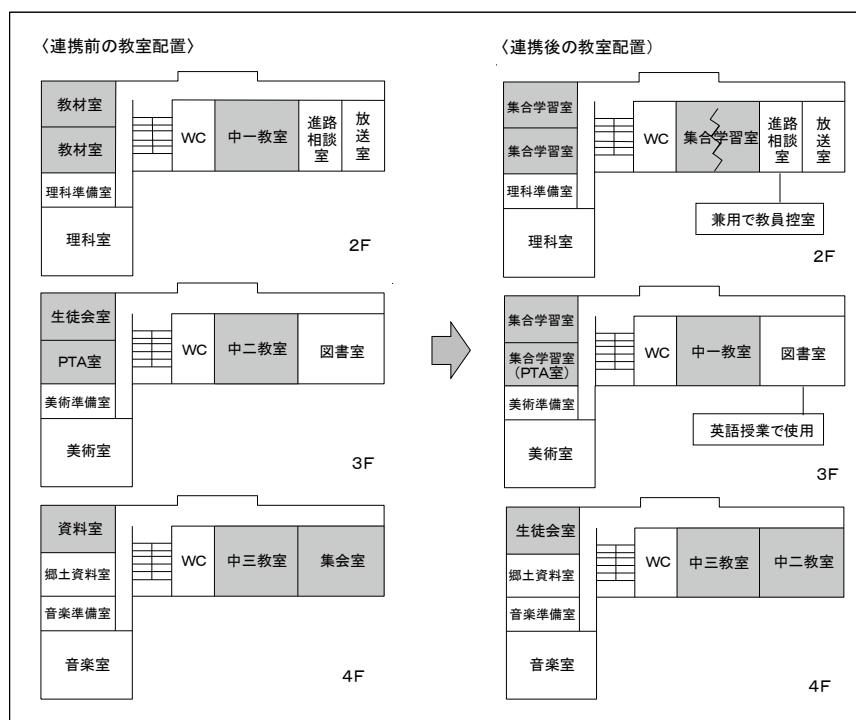 〈連携前の教室配置〉
教材室
教材室
理科準備室
理科室
WC
中一教室
進路
相談
室
放
送
室
2F
生徒会室
PTA室
美術準備室
美術室
WC
中二教室
図書室
3F
資料室
郷土資料室
音楽準備室
音楽室
WC
中三教室
集会室
4F
〈連携後の教室配置〉
集合学習室
集合学習室
理科準備室
理科室
WC
集合学習室
進路
相談
室
放
送
室
兼用で教員控室
2F
集合学習室
集合学習室
(PTA室)
美術準備室
美術室
WC
中一教室
図書室
英語授業で使用
3F
生徒会室
郷土資料室
音楽準備室
音楽室
WC
中三教室
中二教室
4F